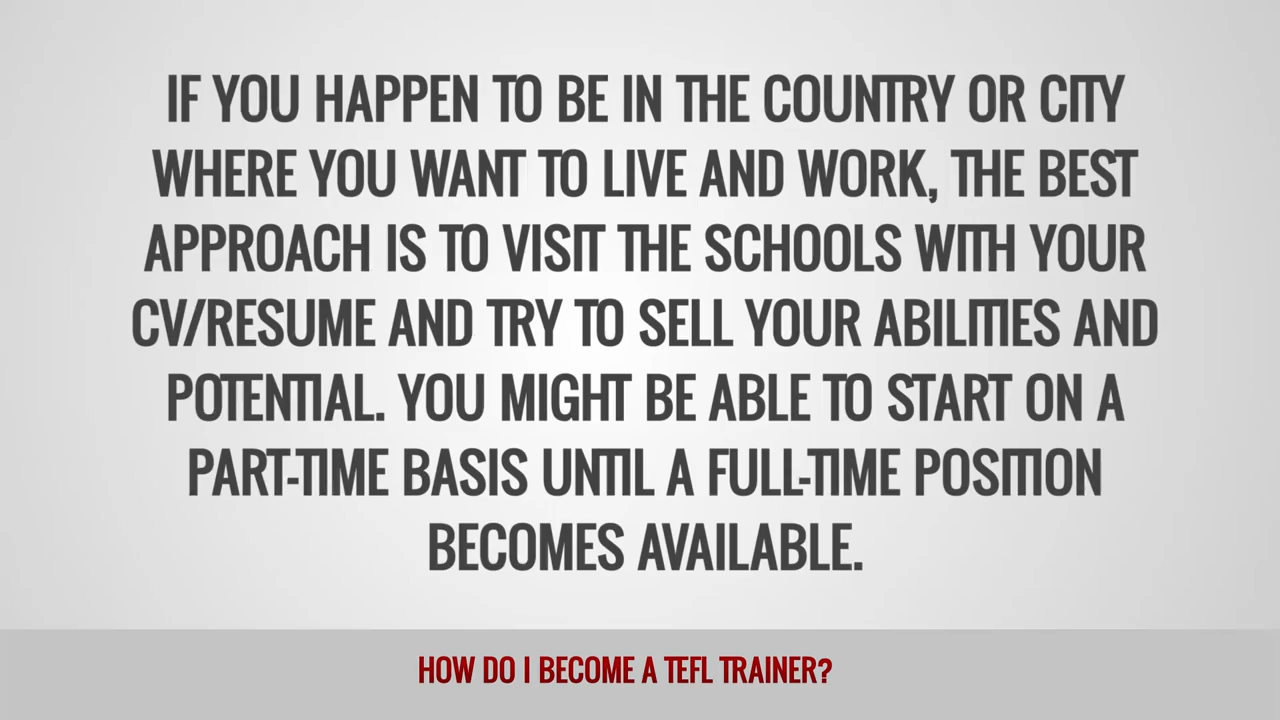 IF YOU HAPPEN TO BE IN THE COUNTRY OR CITY
WHERE YOU WANT TO LIVE AND WORK, THE BEST
APPROACH IS TO VISIT THE SCHOOLS WITH YOUR
CV/RESUME AND TRY TO SELL YOUR ABILITIES AND
POTENTIAL. YOU MIGHT BE ABLE TO START ON A
PART-TIME BASIS UNTIL A FULL-TIME POSITION
BECOMES AVAILABLE.
HOW DO I BECOME A TEFL TRAINER?